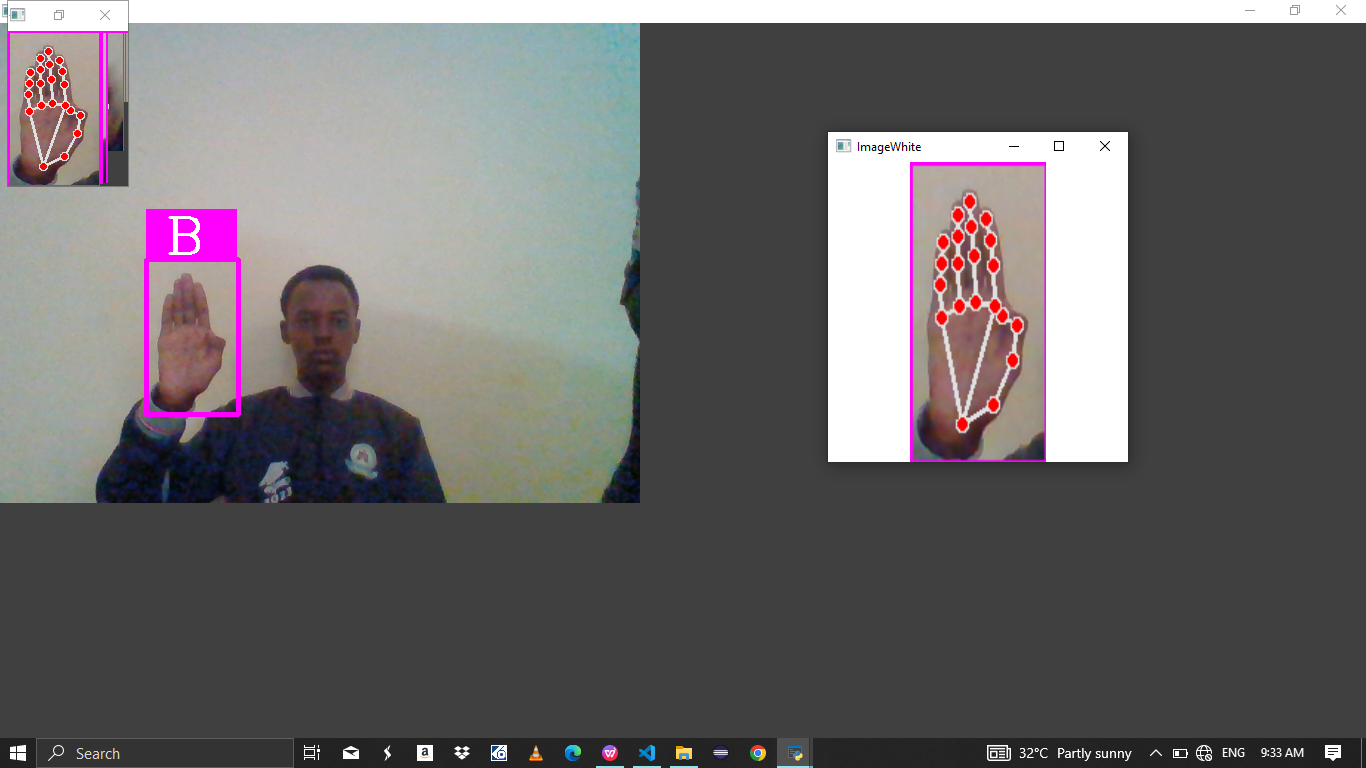 B
ImageWhite
Search
32°C Partly sunny
ENG
9:33 AM